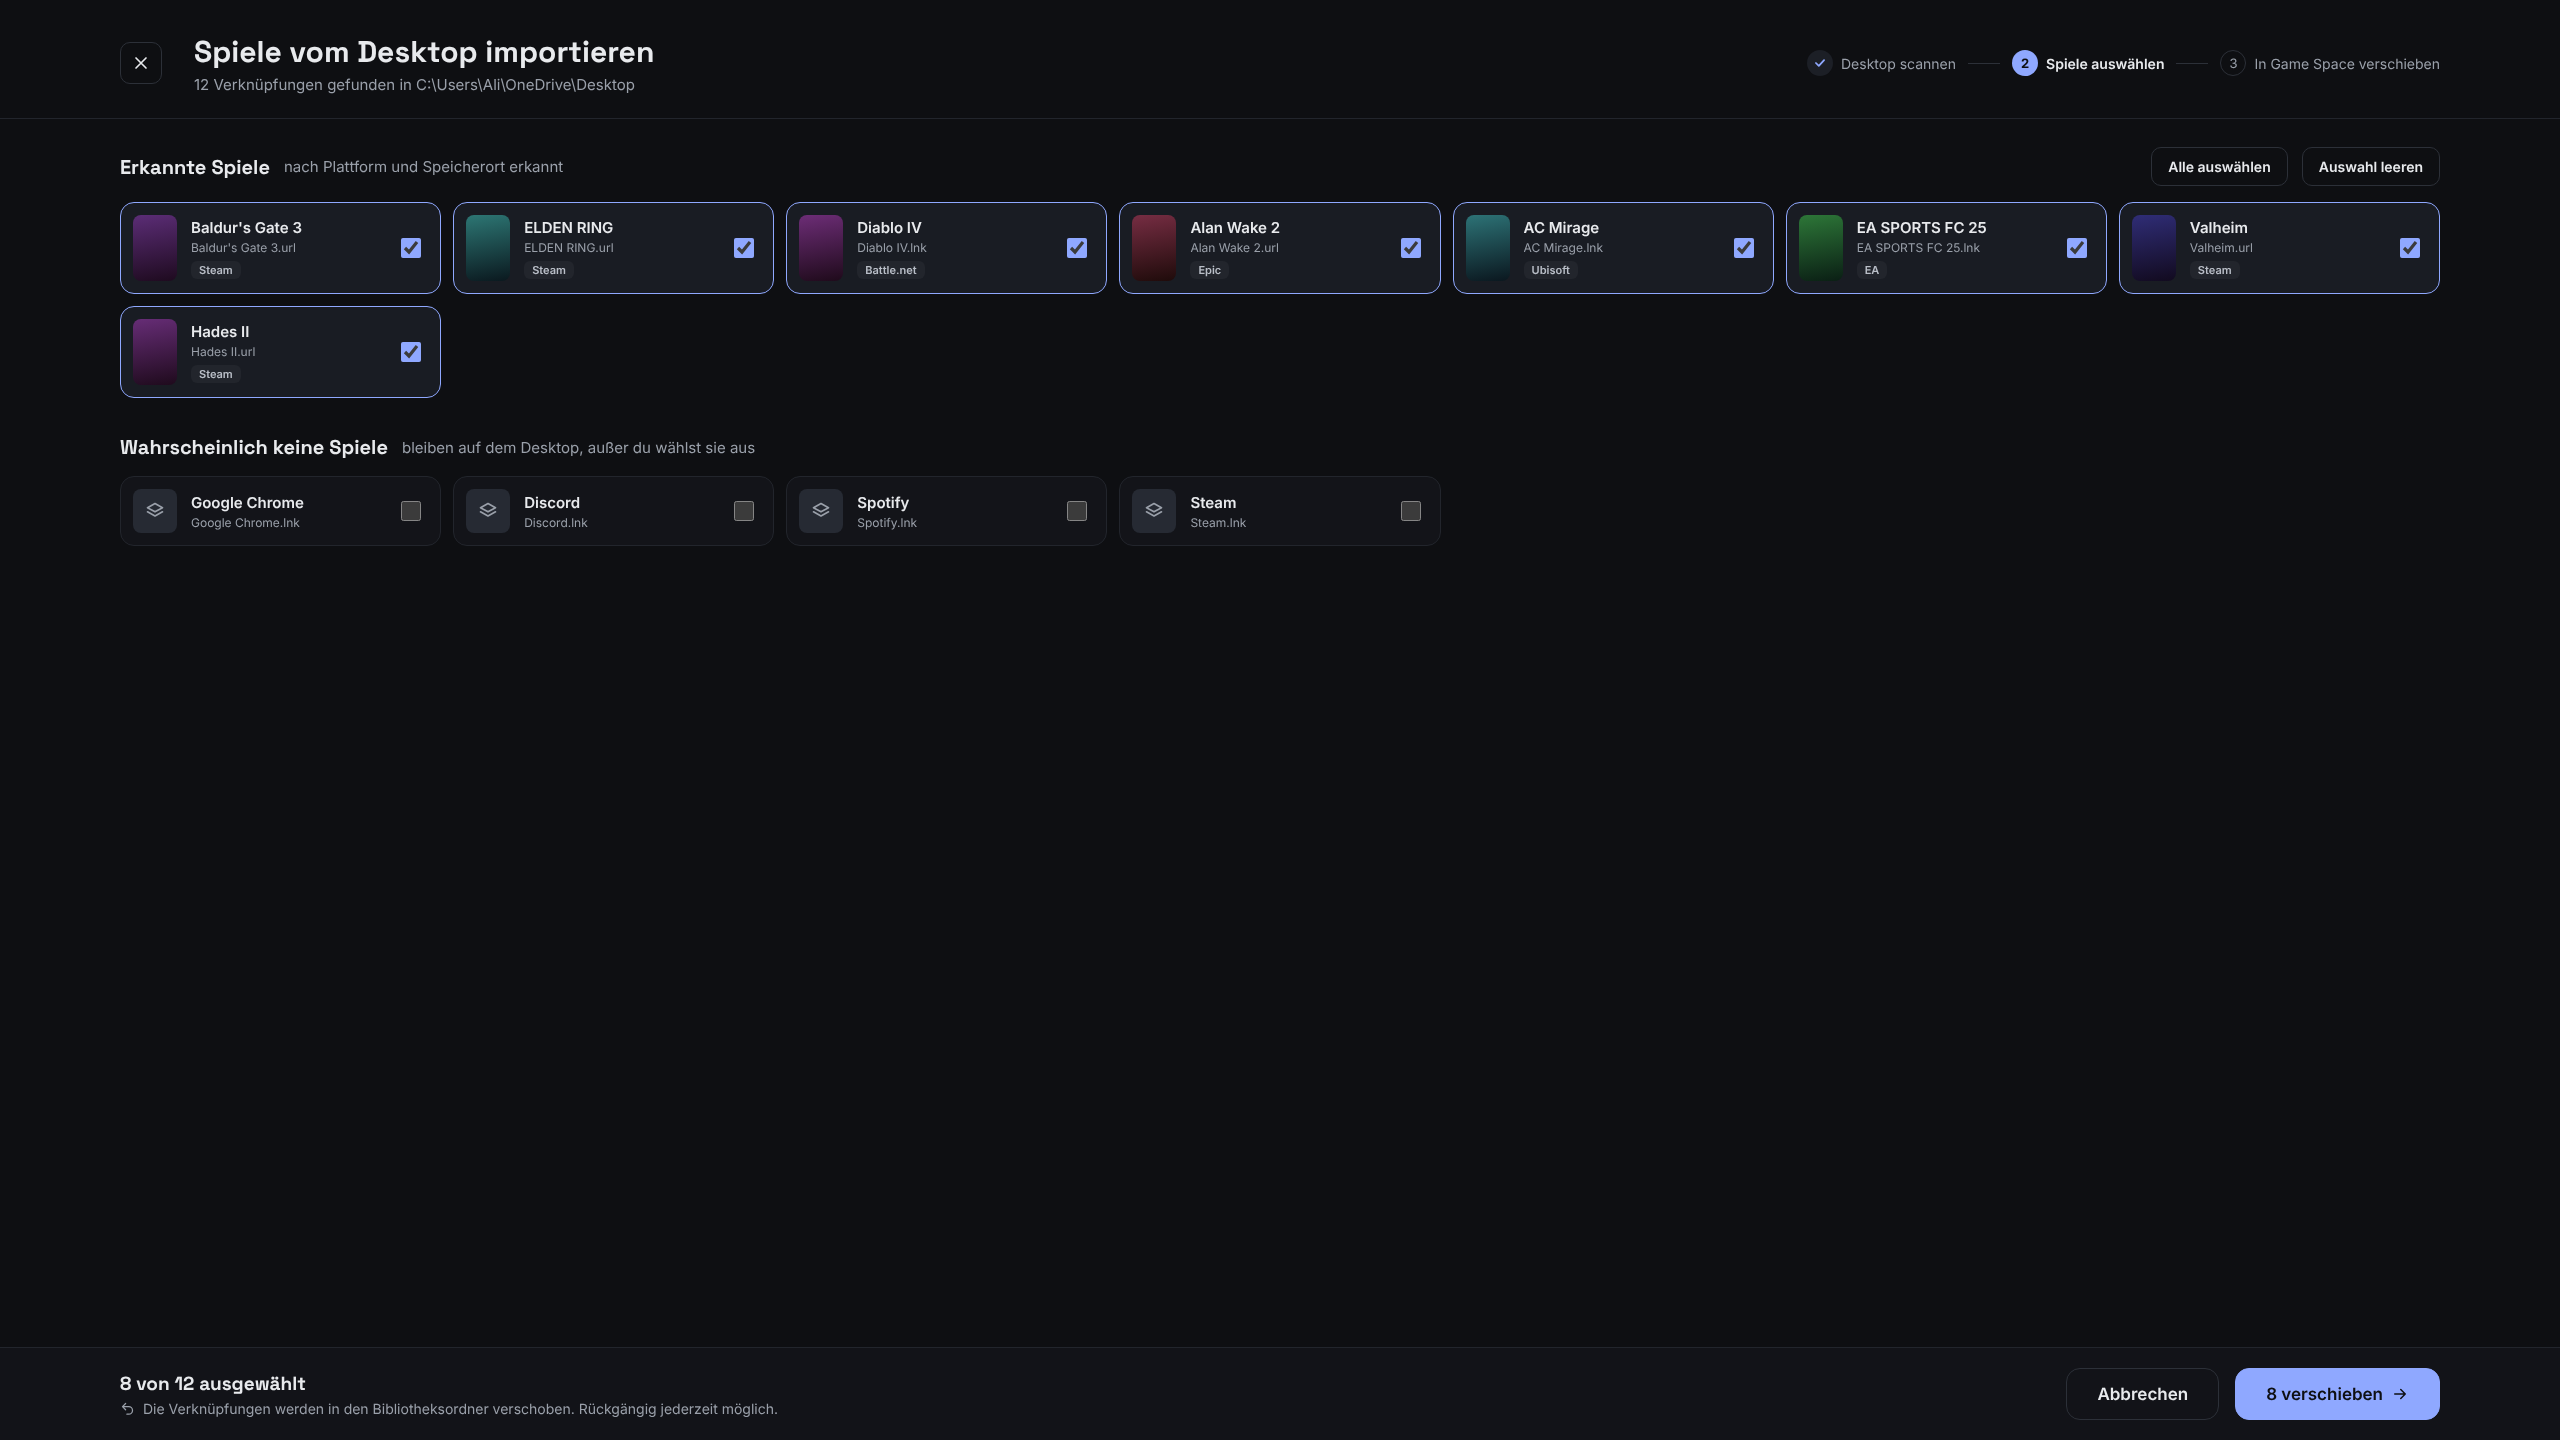 Spiele vom Desktop importieren
12 Verknüpfungen gefunden in C:\Users\Ali\OneDrive\Desktop
Desktop scannen
2 Spiele auswählen
3 In Game Space verschieben
Erkannte Spiele nach Plattform und Speicherort erkannt
Alle auswählen
Auswahl leeren
Baldur's Gate 3
Baldur's Gate 3.url
Steam
ELDEN RING
ELDEN RING.url
Steam
Diablo IV
Diablo IV.lnk
Battle.net
Alan Wake 2
Alan Wake 2.url
Epic
AC Mirage
AC Mirage.lnk
Ubisoft
EA SPORTS FC 25
EA SPORTS FC 25.lnk
EA
Valheim
Valheim.url
Steam
Hades II
Hades II.url
Steam
Wahrscheinlich keine Spiele bleiben auf dem Desktop, außer du wählst sie aus
Google Chrome
Google Chrome.lnk
Discord
Discord.lnk
Spotify
Spotify.lnk
Steam
Steam.lnk
8 von 12 ausgewählt
Die Verknüpfungen werden in den Bibliotheksordner verschoben. Rückgängig jederzeit möglich.
Abbrechen
8 verschieben